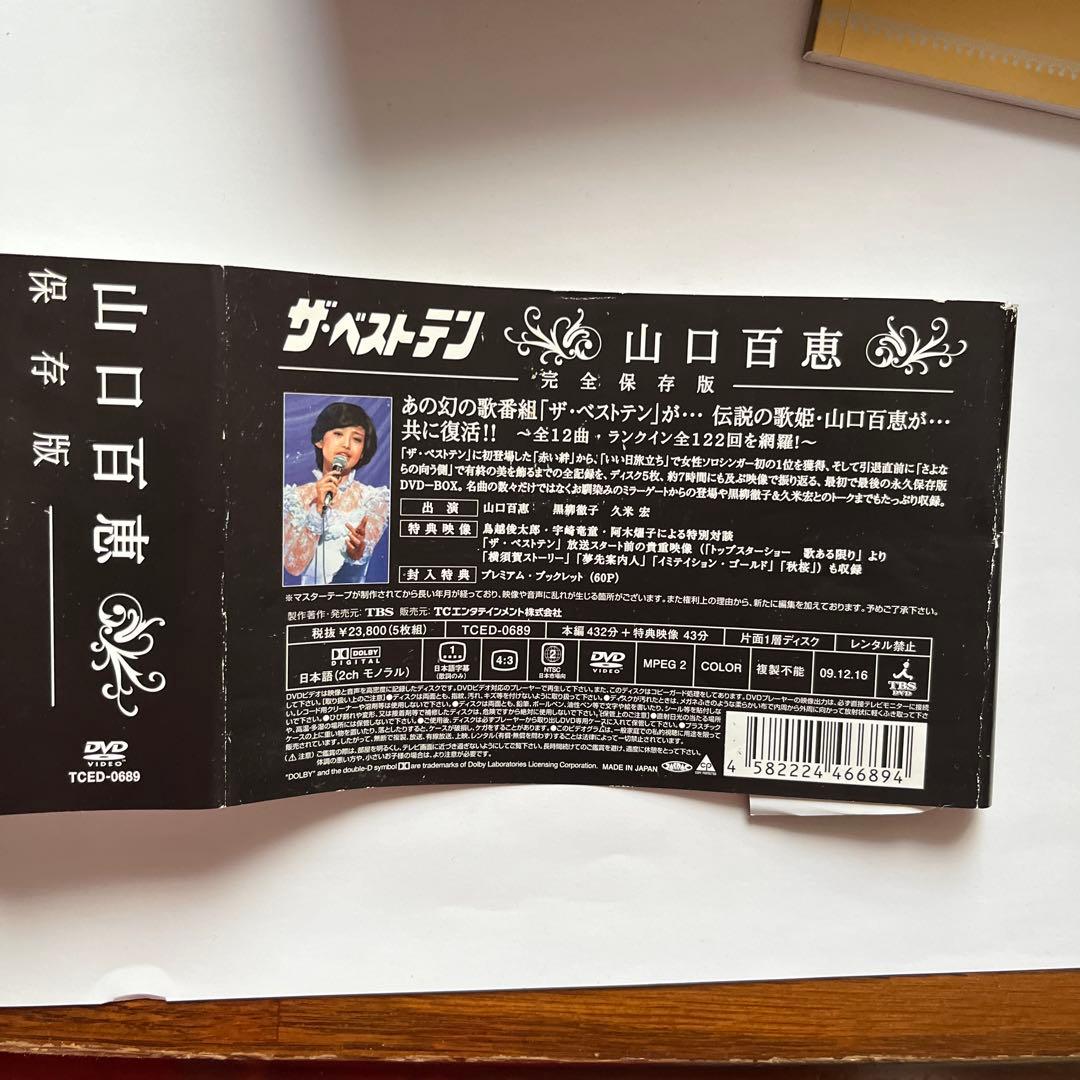 山口百恵
保存版
DVD
VIDEO
TCED-0689
ザ・ベストテン
山口百恵
完全保存版
あの幻の歌番組「ザ・ベストテン」が… 伝説の歌姫・山口百恵が…
共に復活!! ～全12曲・ランクイン全122回を網羅!～
「ザ・ベストテン」に初登場した「赤い絆」から、「いい日旅立ち」で女性ソロシンガー初の1位を獲得、そして引退直前に「さよな
らの向う側」で有終の美を飾るまでの全記録を、ディスク5枚、約7時間にも及ぶ映像で振り返る、最初で最後の永久保存版
DVD-BOX。名曲の数々だけではなくお馴染みのミラーゲートからの登場や黒柳徹子&久米宏とのトークまでもたっぷり収録。
出演 山口百恵 黒柳徹子 久米宏
特典映像 鳥越俊太郎・宇崎竜童・阿木燿子による特別対談
「ザ・ベストテン」放送スタート前の貴重映像（「トップスターショー 歌ある限り」より
「横須賀ストーリー」「夢先案内人」「イミテイション・ゴールド」「秋桜」）も収録
封入特典 プレミアム・ブックレット（60P）
※マスターテープが制作されてから長い年月が経っており、映像や音声に乱れが生じる箇所がございます。また権利上の理由から、新たに編集を加えております。予めご了承下さい。
製作著作・発売元: TBS 販売元: TCエンタテインメント株式会社
税抜 ¥23,800(5枚組) TCED-0689 本編432分+特典映像 43分 片面1層ディスク レンタル禁止
DOLBY
DIGITAL
日本語(2ch モノラル)
1
日本語字幕
(歌詞のみ)
4:3
2
NTSC
日本市場向
DVD
VIDEO
MPEG 2
COLOR
複製不能
09.12.16
TBS
DVD
"DOLBY" and the double-D symbol are trademarks of Dolby Laboratories Licensing Corporation. MADE IN JAPAN
4 582224 466894